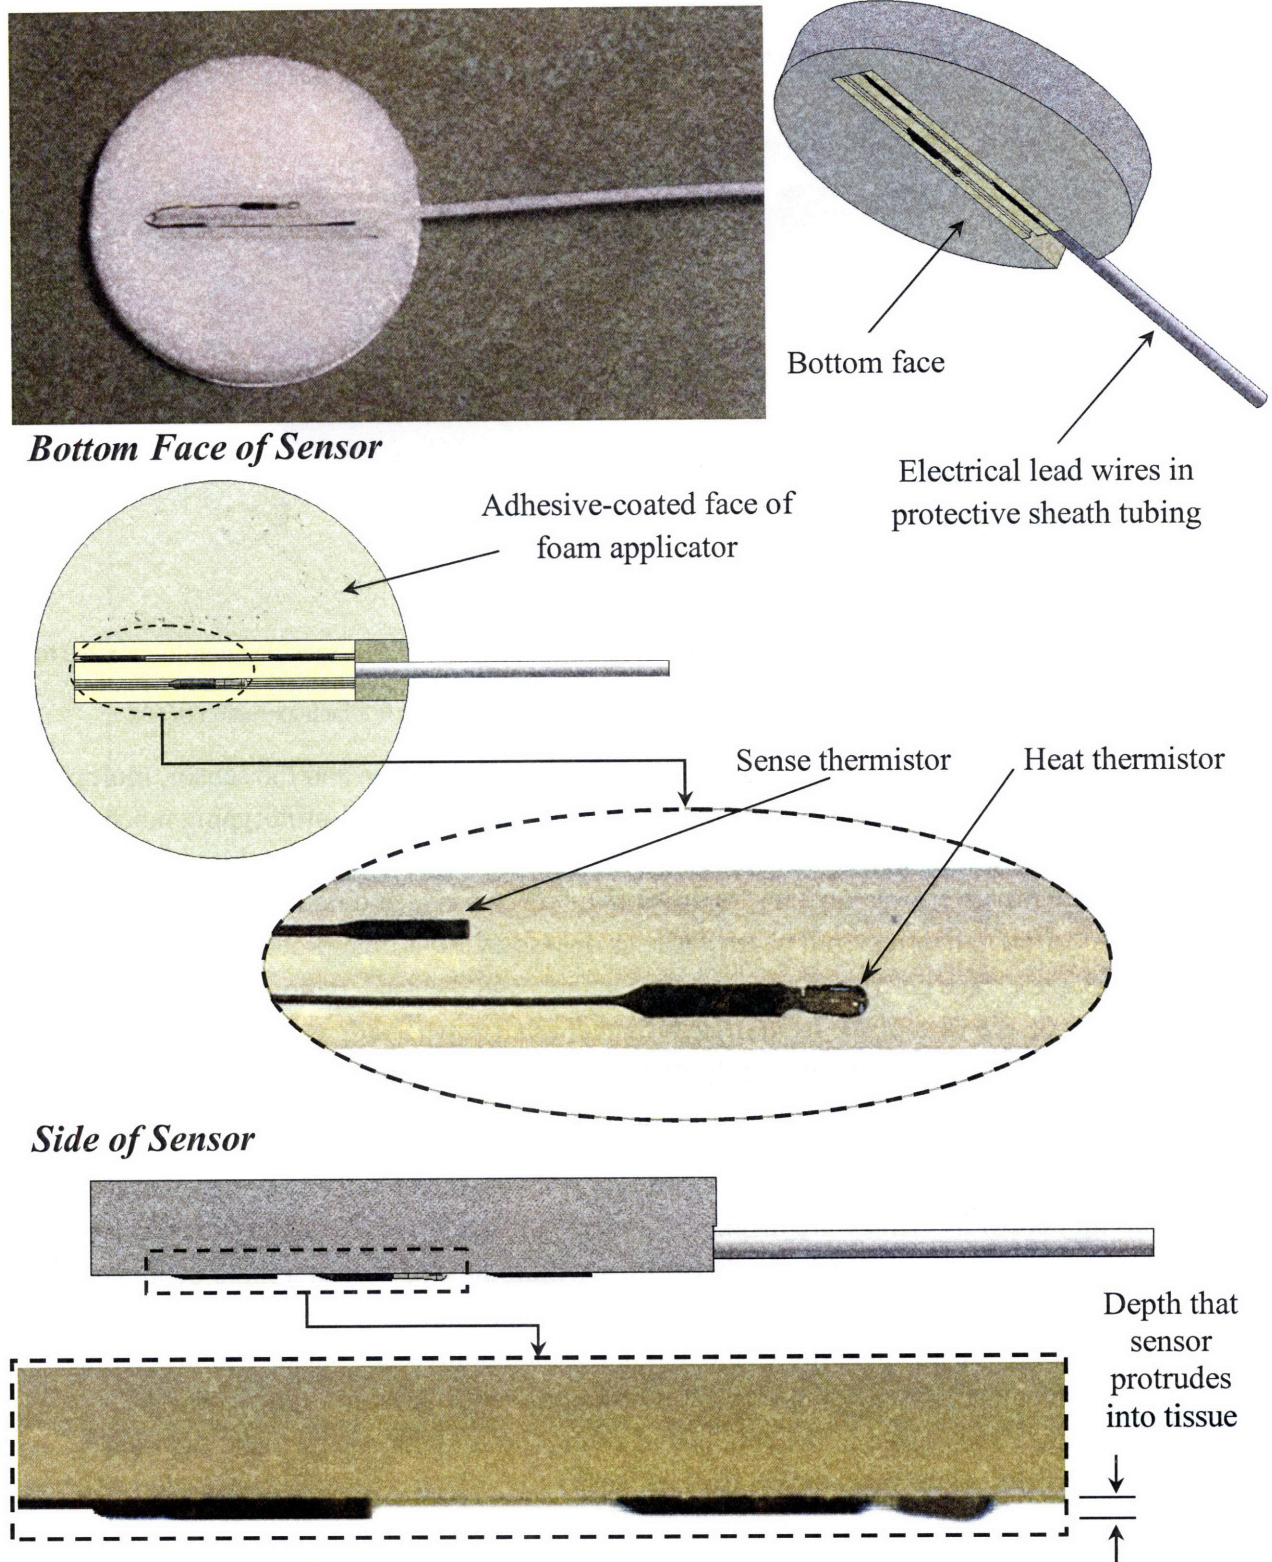 Bottom face
Bottom Face of Sensor
Electrical lead wires in
protective sheath tubing
Adhesive-coated face of
foam applicator
Sense thermistor
Heat thermistor
Side of Sensor
Depth that
sensor
protrudes
into tissue